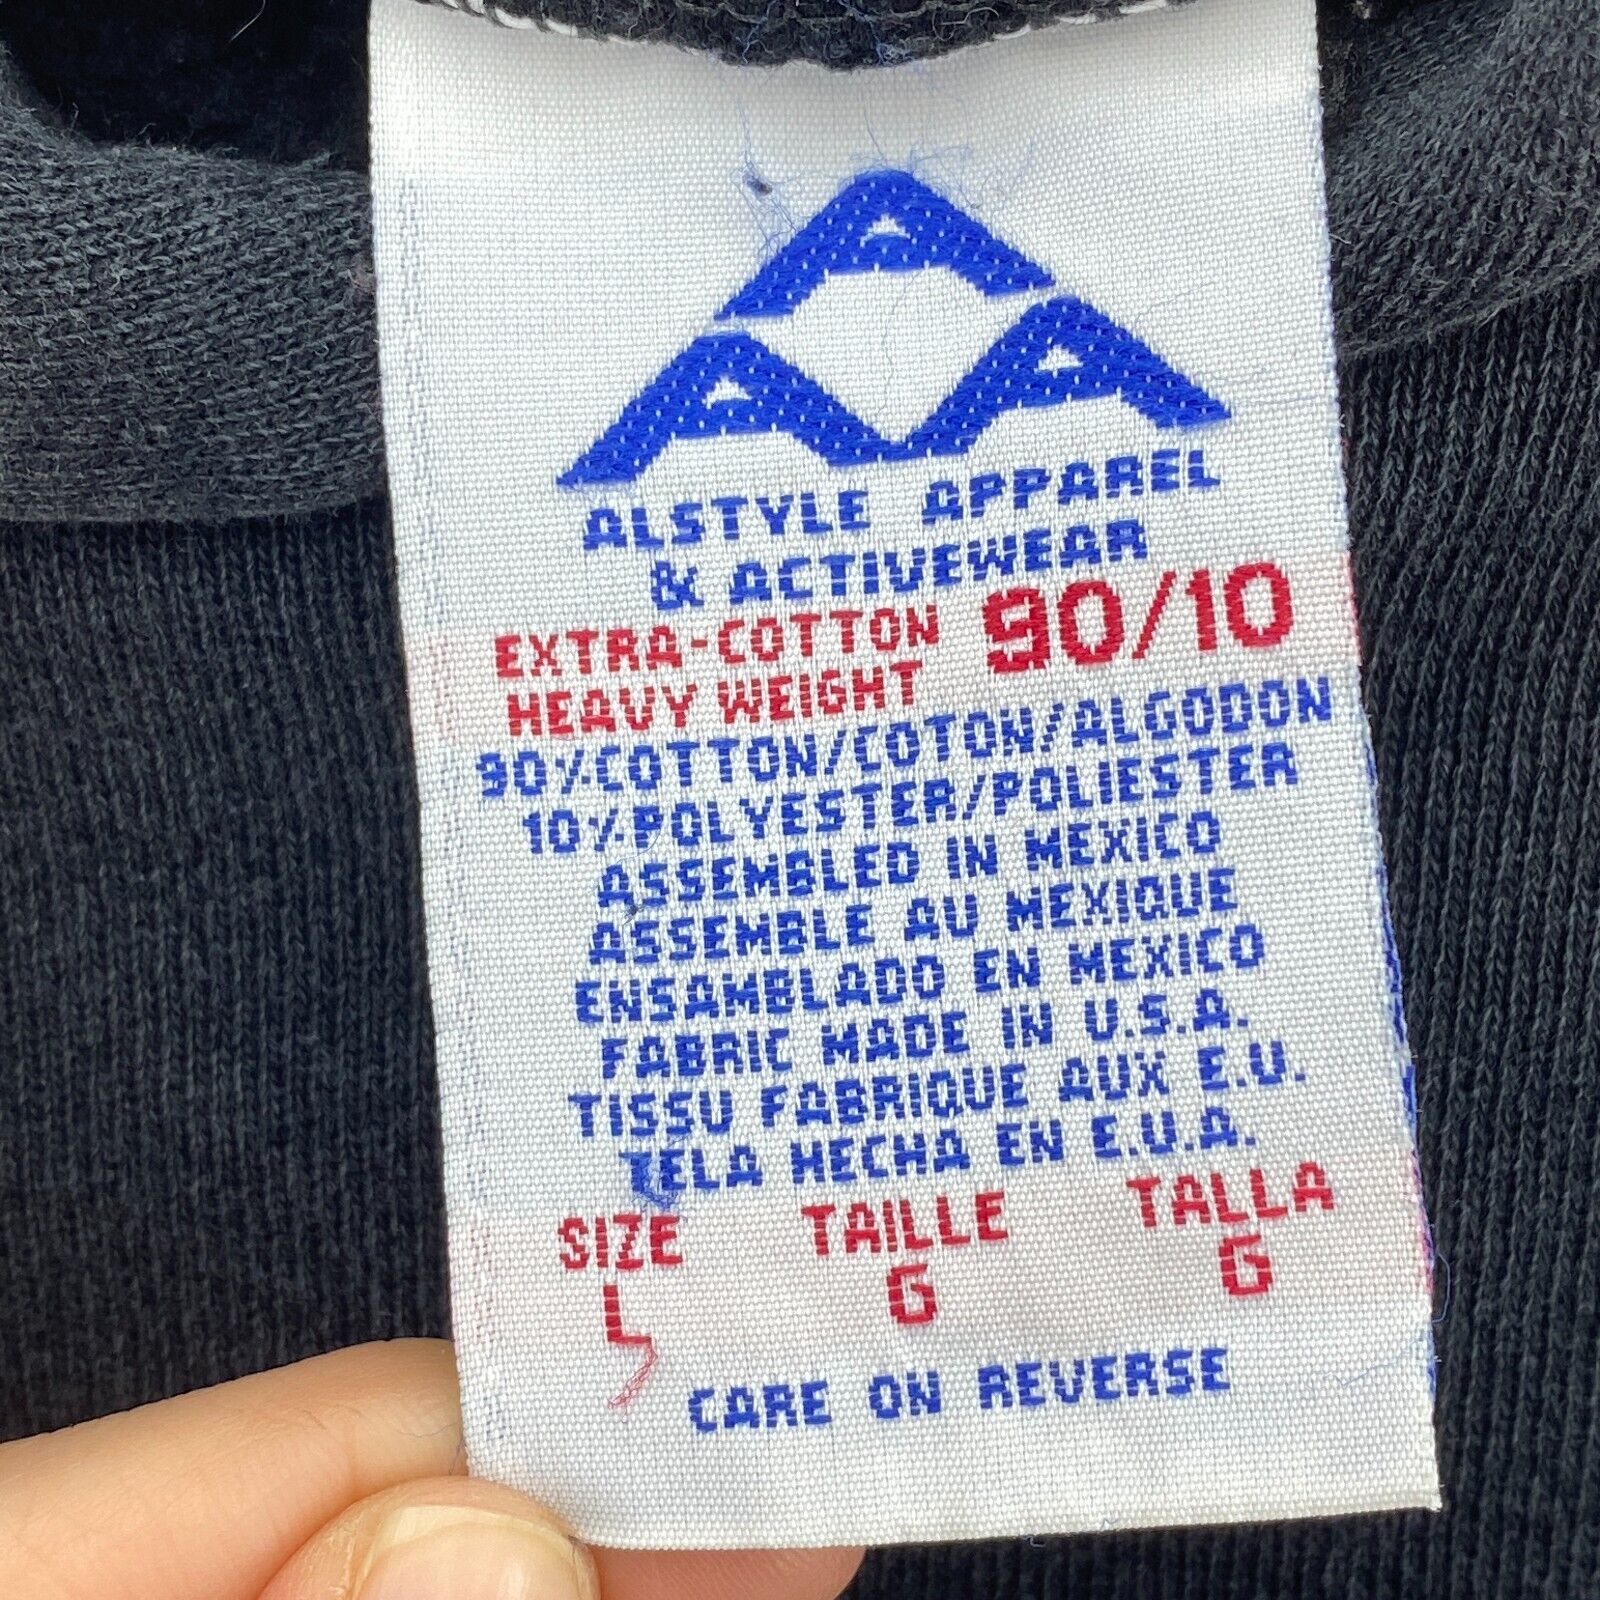 ALSTYLE APPAREL
& ACTIVEWEAR
EXTRA-COTTON 90/10
HEAVY WEIGHT
90%COTTON/COTON/ALGODON
10%POLYESTER/POLIESTER
ASSEMBLED IN MEXICO
ASSEMBLE AU MEXIQUE
ENSAMBLADO EN MEXICO
FABRIC MADE IN U.S.A.
TISSU FABRIQUE AUX E.U.
TELA HECHA EN E.U.A.
SIZE TAILLE TALLA
L G G
CARE ON REVERSE